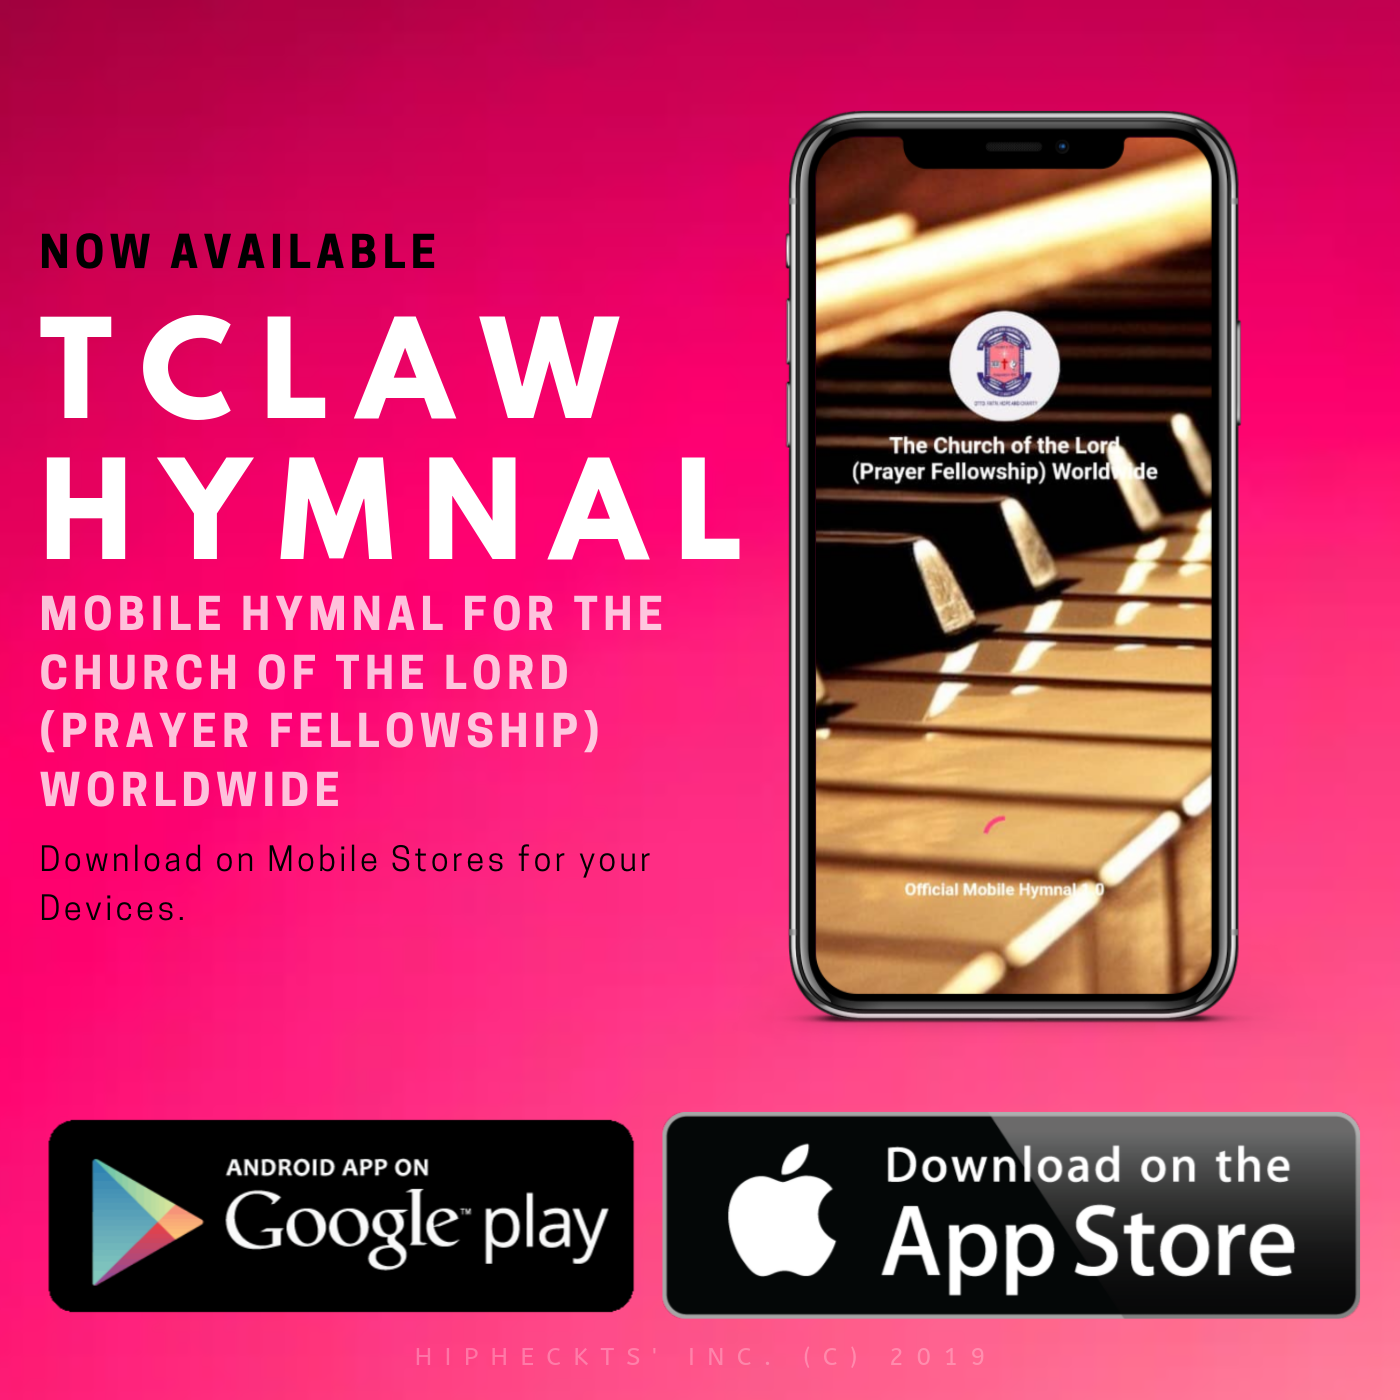 NOW AVAILABLE
TCLAW
HYMNAL
MOBILE HYMNAL FOR THE
CHURCH OF THE LORD
(PRAYER FELLOWSHIP)
WORLDWIDE
Download on Mobile Stores for your
Devices.
The Church of the Lord
(Prayer Fellowship) Worldwide
Official Mobile Hymnal
ANDROID APP ON
Google™ play
Download on the
App Store
HIPHECKTS' INC. (C) 2019